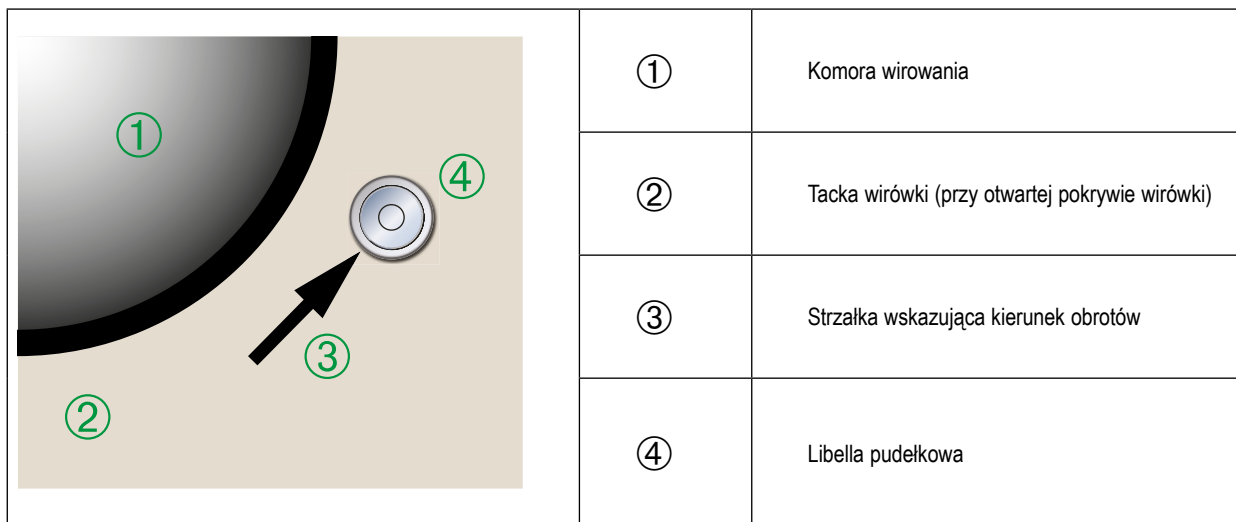 ①
④
③
②
① Komora wirowania
② Tacka wirówki (przy otwartej pokrywie wirówki)
③ Strzałka wskazująca kierunek obrotów
④ Libella pudełkowa